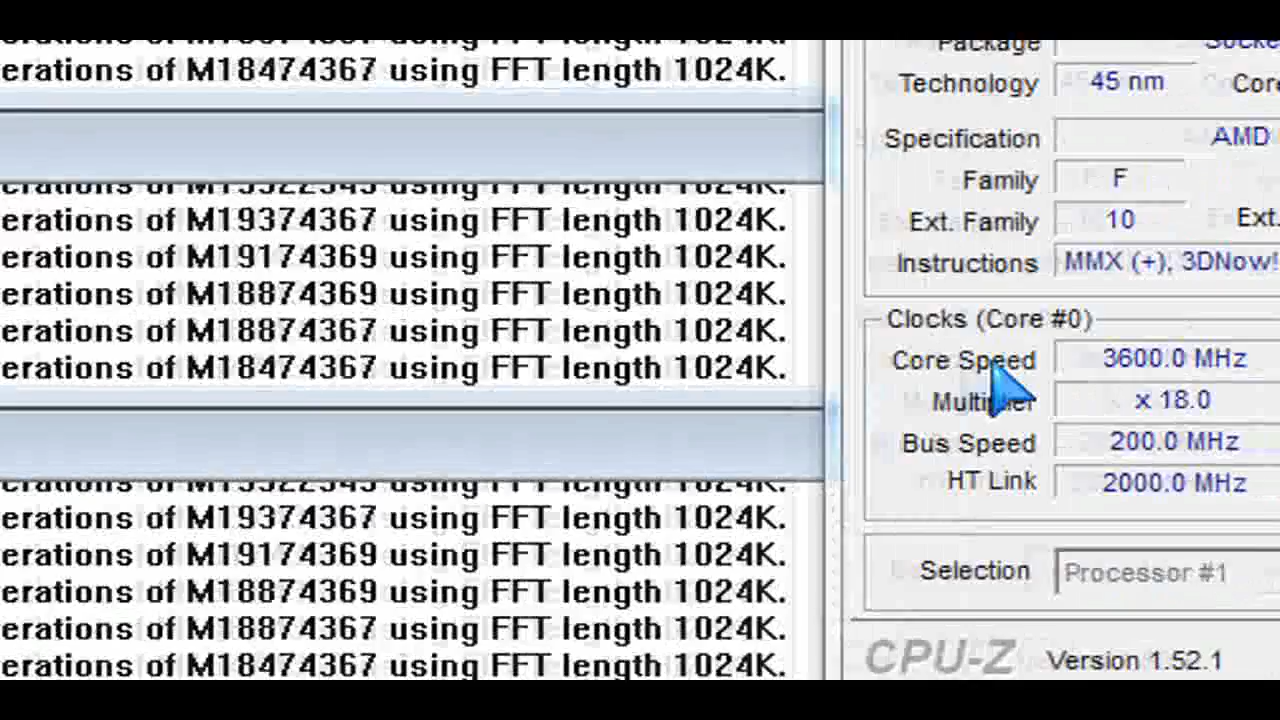 erations of M18474367 using FFT length 1024K.
erations of M19374367 using FFT length 1024K.
erations of M19174369 using FFT length 1024K.
erations of M18874369 using FFT length 1024K.
erations of M18874367 using FFT length 1024K.
erations of M18474367 using FFT length 1024K.
erations of M19374367 using FFT length 1024K.
erations of M19174369 using FFT length 1024K.
erations of M18874369 using FFT length 1024K.
erations of M18874367 using FFT length 1024K.
erations of M18474367 using FFT length 1024K.
Package Socke
Technology 45 nm Core
Specification AMD
Family F
Ext. Family 10 Ext.
Instructions MMX (+), 3DNow!
Clocks (Core #0)
Core Speed 3600.0 MHz
Multiplier x 18.0
Bus Speed 200.0 MHz
HT Link 2000.0 MHz
Selection Processor #1
CPU-Z Version 1.52.1